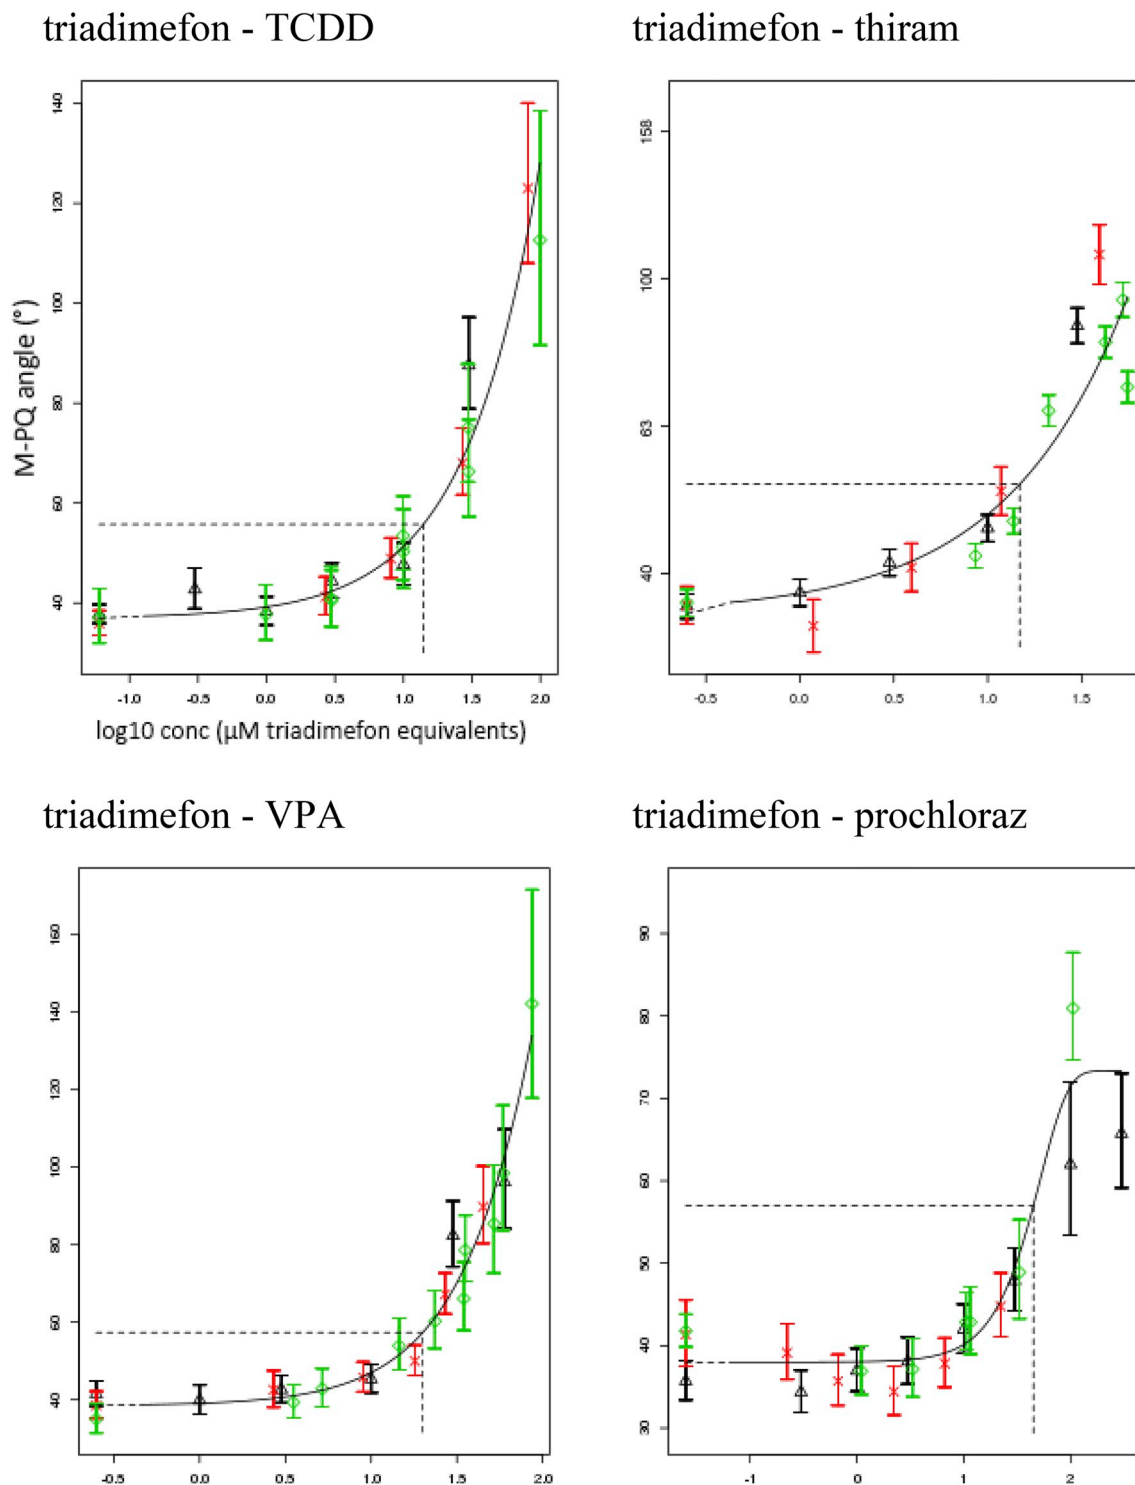 triadimefon - TCDD
triadimefon - thiram
M-PQ angle (°)
140
120
100
80
60
40
-1.0 -0.5 0.0 0.5 1.0 1.5 2.0
log10 conc (µM triadimefon equivalents)
158
100
63
40
-0.5 0.0 0.5 1.0 1.5
triadimefon - VPA
triadimefon - prochloraz
160
140
120
100
80
60
40
-0.5 0.0 0.5 1.0 1.5 2.0
90
80
70
60
50
40
30
-1 0 1 2